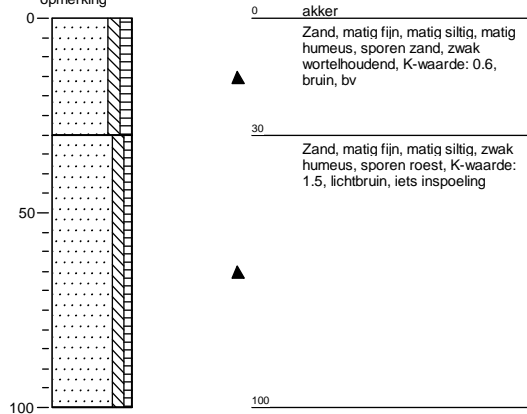 opmerking
0
50
100
0 akker
Zand, matig fijn, matig siltig, matig
humeus, sporen zand, zwak
wortelhoudend, K-waarde: 0.6,
bruin, bv
30
Zand, matig fijn, matig siltig, zwak
humeus, sporen roest, K-waarde:
1.5, lichtbruin, iets inspoeling
100